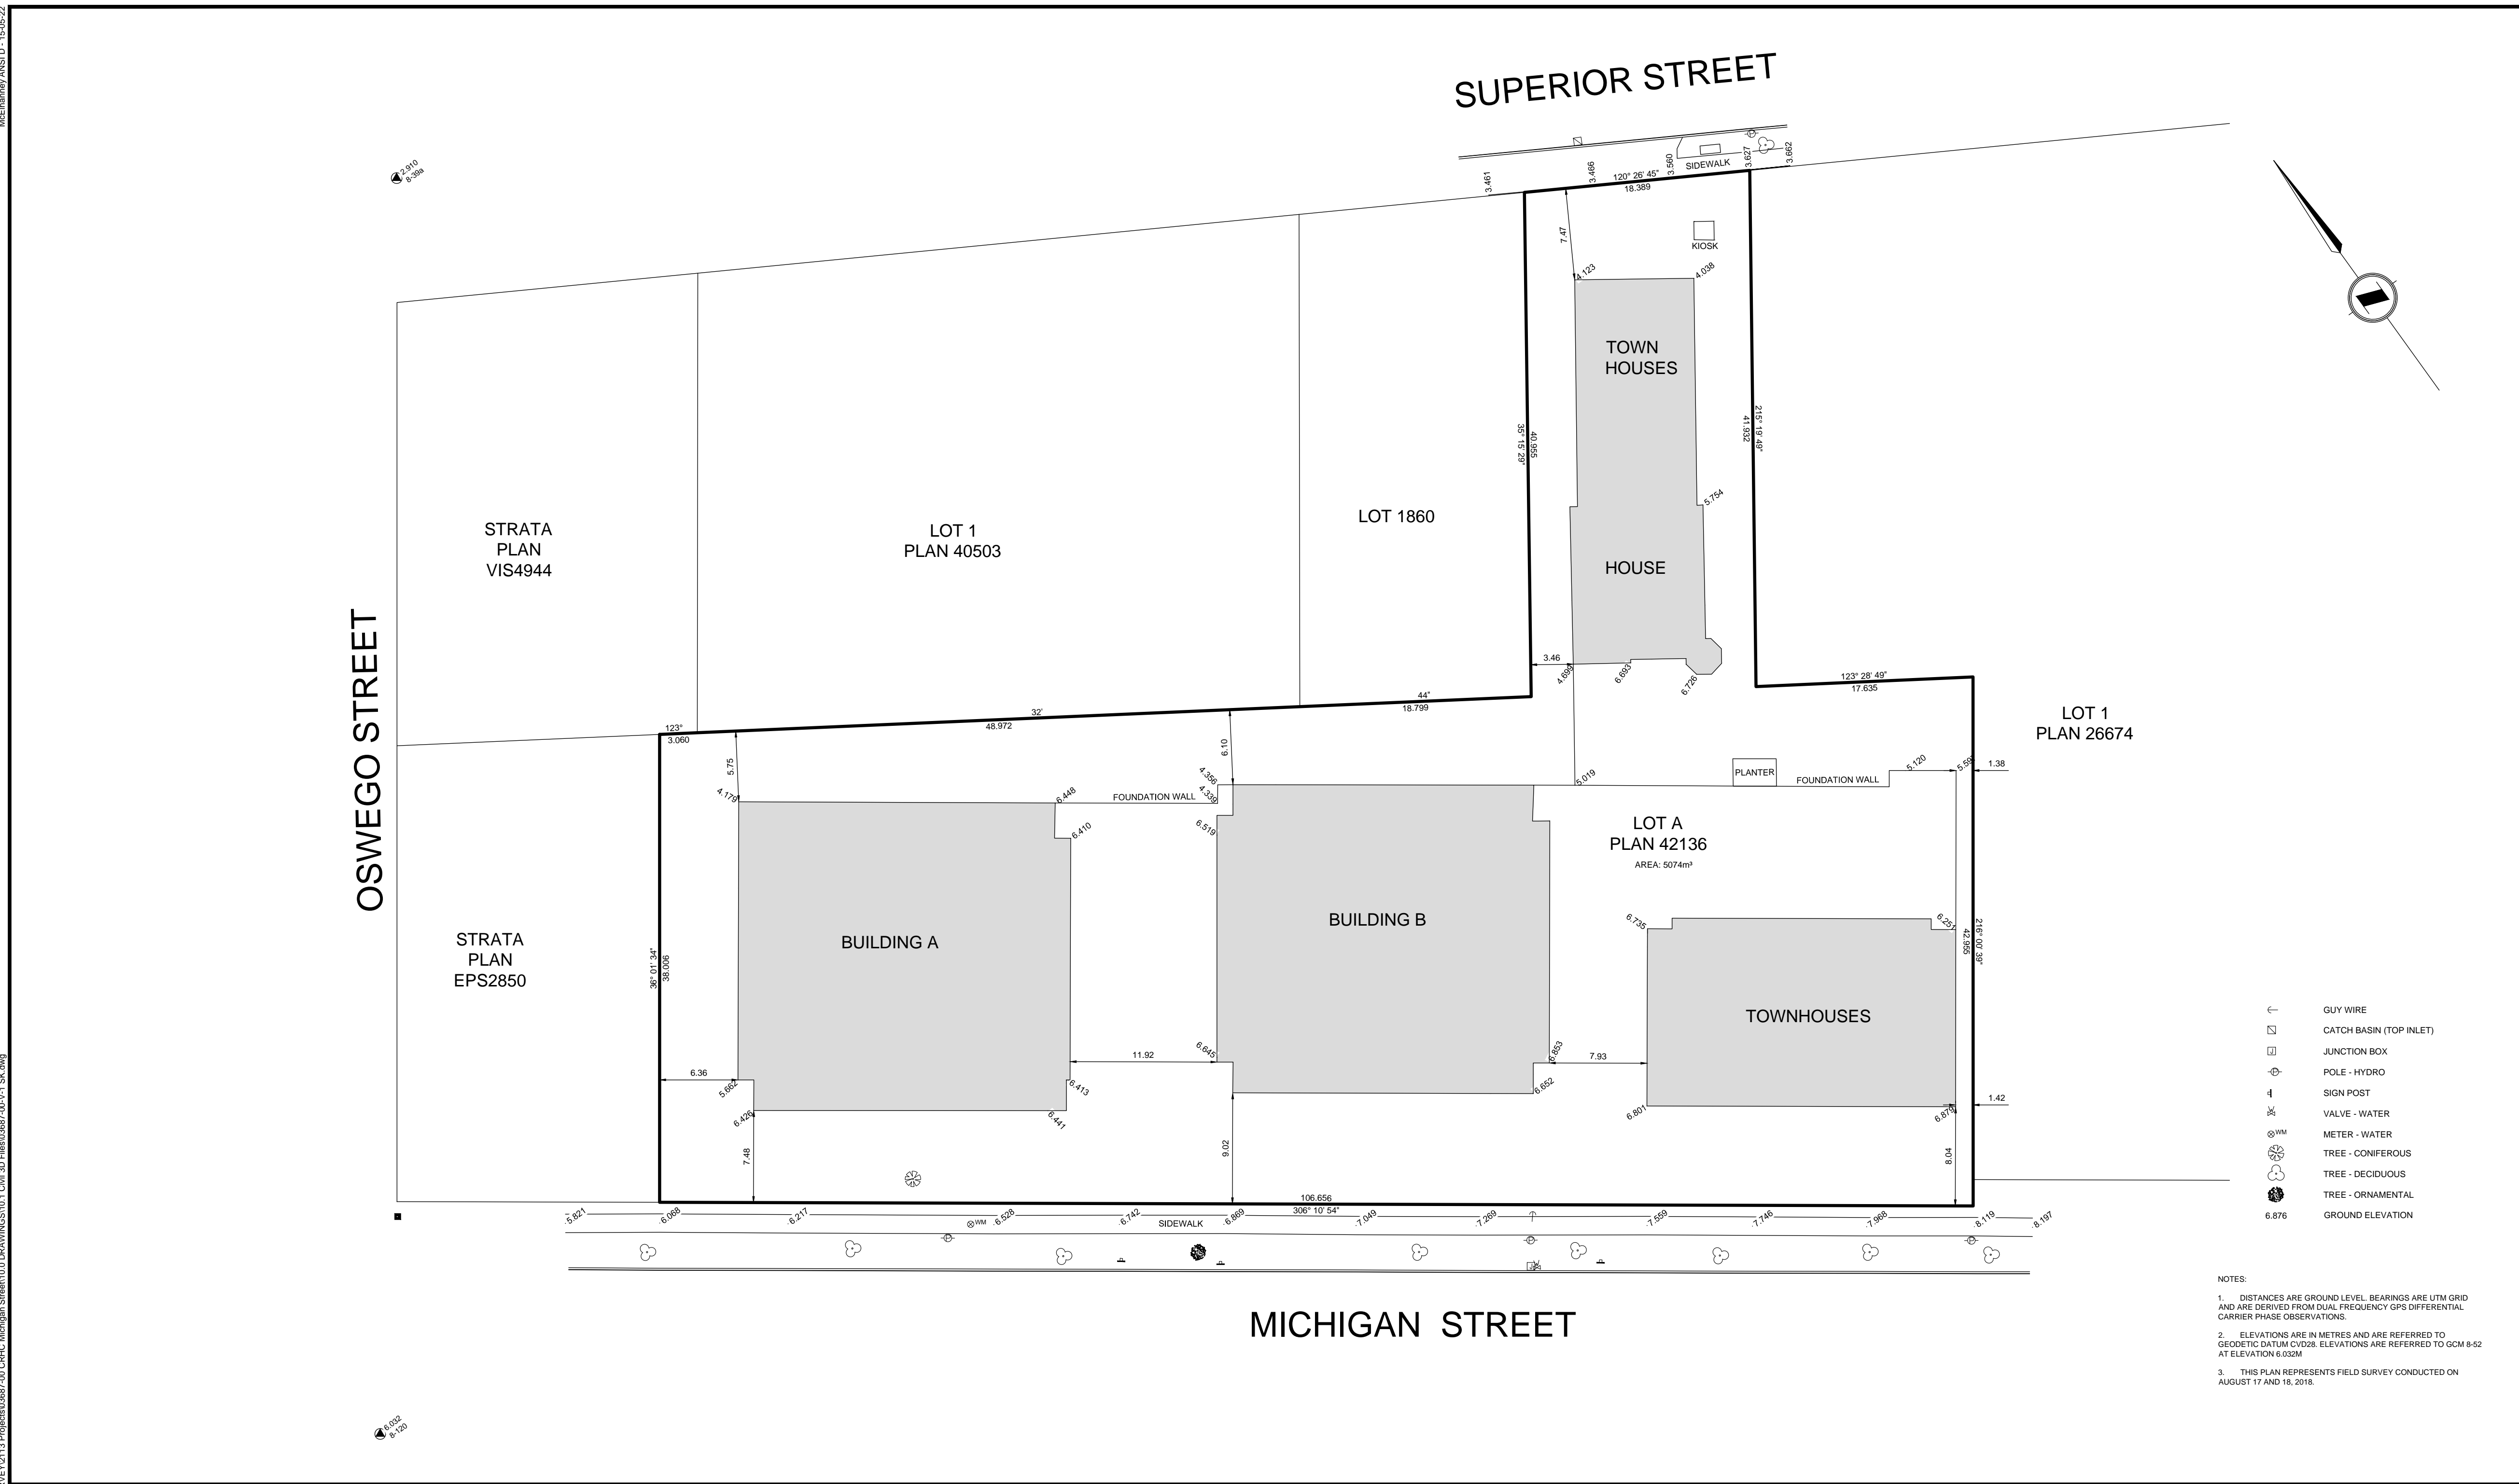 McElhanney ANSI D - 15-05-22
SUPERIOR STREET
2.910
8-39a
3.461
3.466
3.560
SIDEWALK
3.627
3.662
120° 26' 45"
18.389
7.47
KIOSK
4.123
4.038
TOWN
HOUSES
35° 15' 29"
40.955
41.932
215° 19' 49"
5.754
HOUSE
LOT 1860
LOT 1
PLAN 40503
STRATA
PLAN
VIS4944
OSWEGO STREET
3.46
4.699
6.693
6.726
123° 28' 49"
17.635
44"
18.799
32'
48.972
123°
3.060
LOT 1
PLAN 26674
5.75
6.10
4.179
6.448
6.410
FOUNDATION WALL
4.356
4.339
6.519
5.019
PLANTER
FOUNDATION WALL
5.120
1.38
LOT A
PLAN 42136
AREA: 5074m³
STRATA
PLAN
EPS2850
36° 01' 34"
38.006
BUILDING A
BUILDING B
6.735
6.251
42.955
216° 00' 39"
TOWNHOUSES
11.92
6.645
6.853
7.93
6.36
5.662
6.426
6.413
6.441
6.652
6.801
6.879
1.42
7.48
9.02
8.04
106.656
306° 10' 54"
5.821
6.068
6.217
WM
6.528
6.742
SIDEWALK
6.869
7.049
7.269
7.559
7.746
7.968
8.119
8.197
MICHIGAN STREET
6.032
8-120
GUY WIRE
CATCH BASIN (TOP INLET)
J JUNCTION BOX
P POLE - HYDRO
SIGN POST
VALVE - WATER
WM METER - WATER
TREE - CONIFEROUS
TREE - DECIDUOUS
TREE - ORNAMENTAL
6.876 GROUND ELEVATION
NOTES:
1. DISTANCES ARE GROUND LEVEL. BEARINGS ARE UTM GRID
AND ARE DERIVED FROM DUAL FREQUENCY GPS DIFFERENTIAL
CARRIER PHASE OBSERVATIONS.
2. ELEVATIONS ARE IN METRES AND ARE REFERRED TO
GEODETIC DATUM CVD28. ELEVATIONS ARE REFERRED TO GCM 8-52
AT ELEVATION 6.032M
3. THIS PLAN REPRESENTS FIELD SURVEY CONDUCTED ON
AUGUST 17 AND 18, 2018.